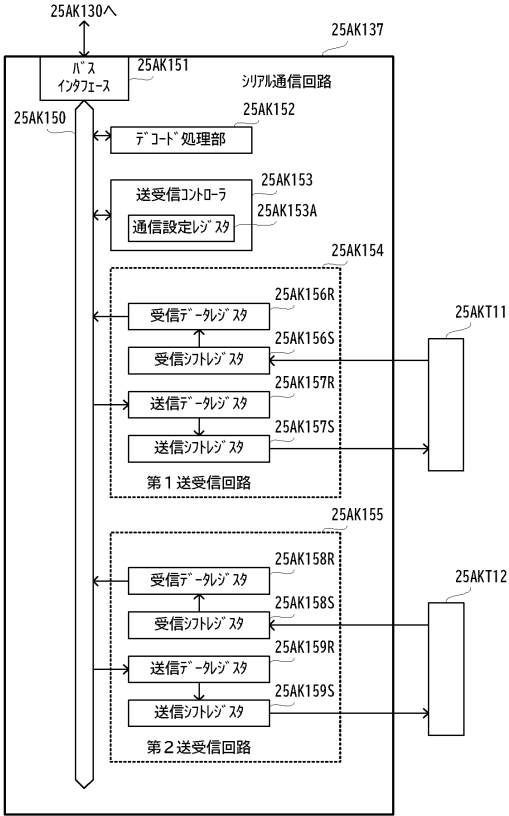 25AK130へ
25AK137
バス
インタフェース
25AK151
シリアル通信回路
25AK150
25AK152
デコード処理部
25AK153
送受信コントローラ
25AK153A
通信設定レジスタ
25AK154
25AK156R
受信データレジスタ
25AKT11
25AK156S
受信シフトレジスタ
25AK157R
送信データレジスタ
25AK157S
送信シフトレジスタ
第1送受信回路
25AK155
25AK158R
受信データレジスタ
25AKT12
25AK158S
受信シフトレジスタ
25AK159R
送信データレジスタ
25AK159S
送信シフトレジスタ
第2送受信回路